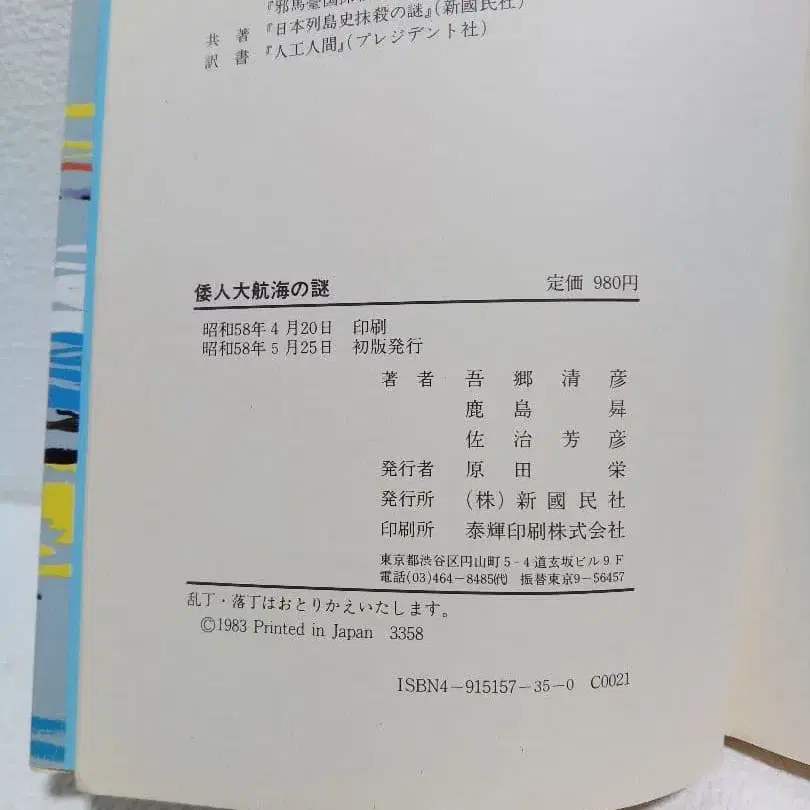 『邪馬臺国
共著 『日本列島史抹殺の謎』(新國民社)
訳書 『人工人間』(プレジデント社)
倭人大航海の謎 定価 980円
昭和58年4月20日 印刷
昭和58年5月25日 初版発行
著者 吾郷清彦
鹿島曻
佐治芳彦
発行者 原田栄
発行所 (株)新國民社
印刷所 泰輝印刷株式会社
東京都渋谷区円山町5-4道玄坂ビル9F
電話(03)464-8485代) 振替東京9-56457
乱丁・落丁はおとりかえいたします。
©1983 Printed in Japan 3358
ISBN4-915157-35-0 C0021